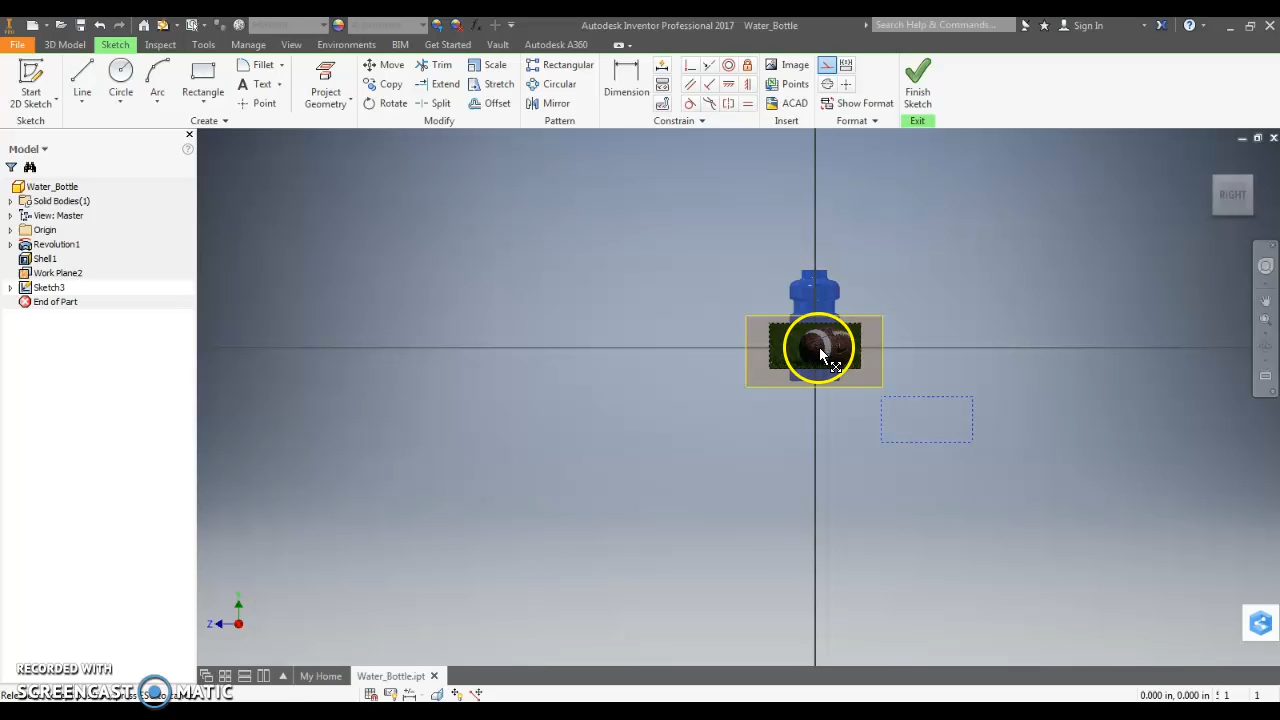 Autodesk Inventor Professional 2017 Water_Bottle
Search Help & Commands...
Sign In
File
3D Model
Sketch
Inspect
Tools
Manage
View
Environments
BIM
Get Started
Vault
Autodesk A360
Start
2D Sketch
Line
Circle
Arc
Rectangle
Fillet
Text
Point
Project
Geometry
Move
Copy
Rotate
Trim
Extend
Split
Scale
Stretch
Offset
Rectangular
Circular
Mirror
Dimension
Image
Points
ACAD
Show Format
Finish
Sketch
Sketch
Create
Modify
Pattern
Constrain
Insert
Format
Exit
Model
Water_Bottle
Solid Bodies(1)
View: Master
Origin
Revolution1
Shell1
Work Plane2
Sketch3
End of Part
RIGHT
Z
RECORDED WITH
SCREENCAST MATIC
My Home
Water_Bottle.ipt
0.000 in, 0.000 in
1
1